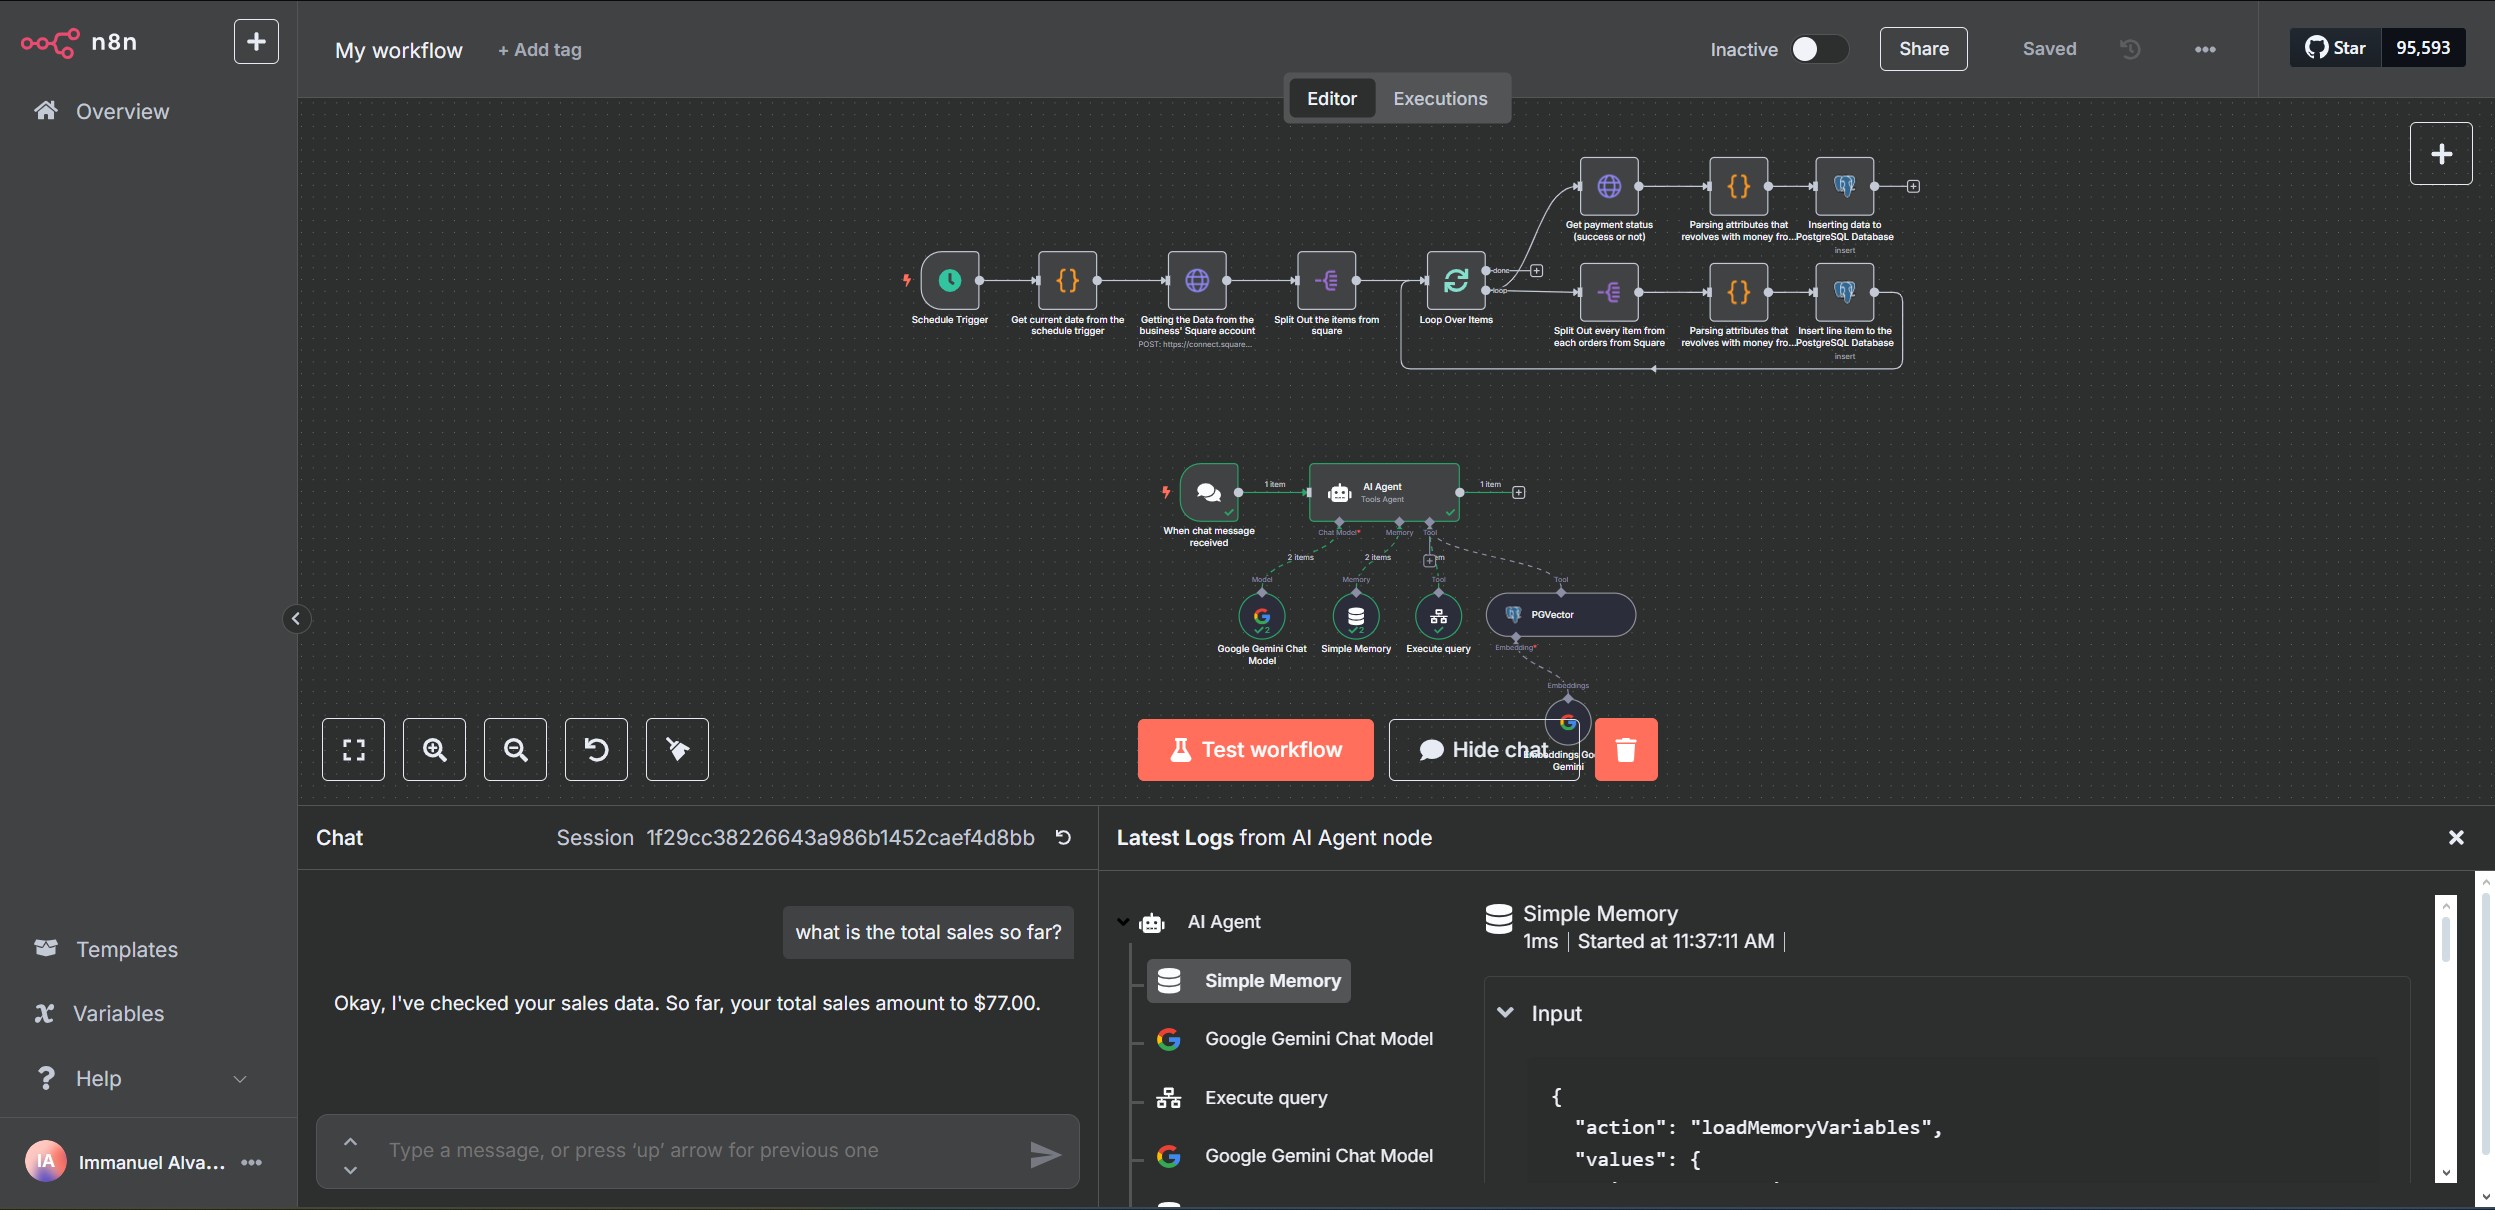 n8n
Overview
My workflow
+ Add tag
Inactive
Share
Saved
Star
95,593
Editor
Executions
Get payment status
(success or not)
Parsing attributes that
revolves with money fro...
Inserting data to
PostgreSQL Database
insert
Schedule Trigger
Get current date from the
schedule trigger
Getting the Data from the
business' Square account
POST: https://connect.square...
Split Out the items from
square
Loop Over Items
done
loop
Split Out every item from
each orders from Square
Parsing attributes that
revolves with money fro...
Insert line item to the
PostgreSQL Database
insert
When chat message
received
1 item
AI Agent
Tools Agent
1 item
Chat Model*
Memory
Tool
2 items
2 items
Model
Memory
Tool
Tool
Google Gemini Chat
Model
Simple Memory
Execute query
PGVector
Embedding*
Embeddings
Gemini
2
2
Test workflow
Hide chat
Chat
Session 1f29cc38226643a986b1452caef4d8bb
what is the total sales so far?
Okay, I've checked your sales data. So far, your total sales amount to $77.00.
Type a message, or press ‘up’ arrow for previous one
Latest Logs from AI Agent node
AI Agent
Simple Memory
Google Gemini Chat Model
Execute query
Google Gemini Chat Model
Simple Memory
1ms | Started at 11:37:11 AM |
Input
{
"action": "loadMemoryVariables",
"values": {
Templates
Variables
Help
IA
Immanuel Alva...